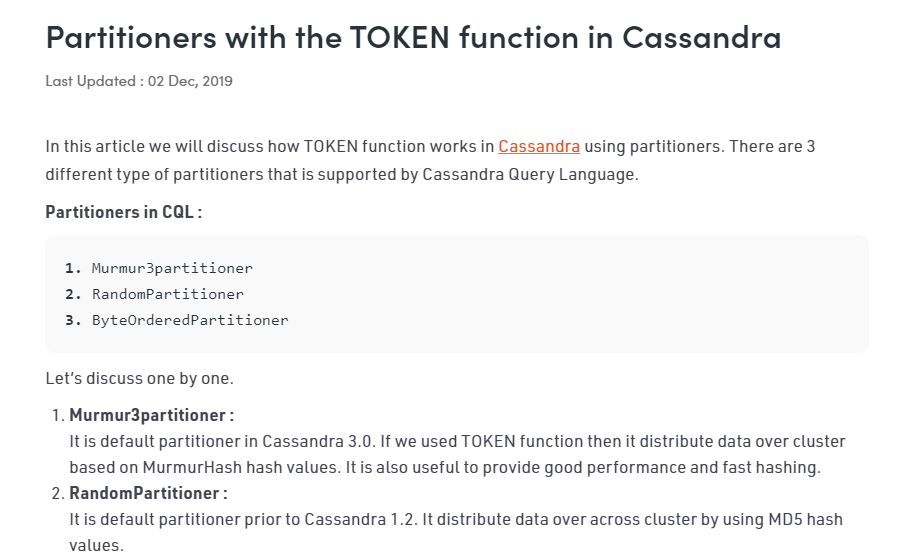 Partitioners with the TOKEN function in Cassandra
Last Updated : 02 Dec, 2019
In this article we will discuss how TOKEN function works in Cassandra using partitioners. There are 3
different type of partitioners that is supported by Cassandra Query Language.
Partitioners in CQL :
1. Murmur3partitioner
2. RandomPartitioner
3. ByteOrderedPartitioner
Let’s discuss one by one.
1. Murmur3partitioner :
It is default partitioner in Cassandra 3.0. If we used TOKEN function then it distribute data over cluster
based on MurmurHash hash values. It is also useful to provide good performance and fast hashing.
2. RandomPartitioner :
It is default partitioner prior to Cassandra 1.2. It distribute data over across cluster by using MD5 hash
values.